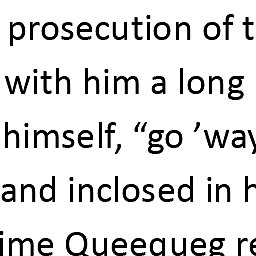 prosecution of t
with him a long
himself, “go ’way
and inclosed in h
ime Queequeg re